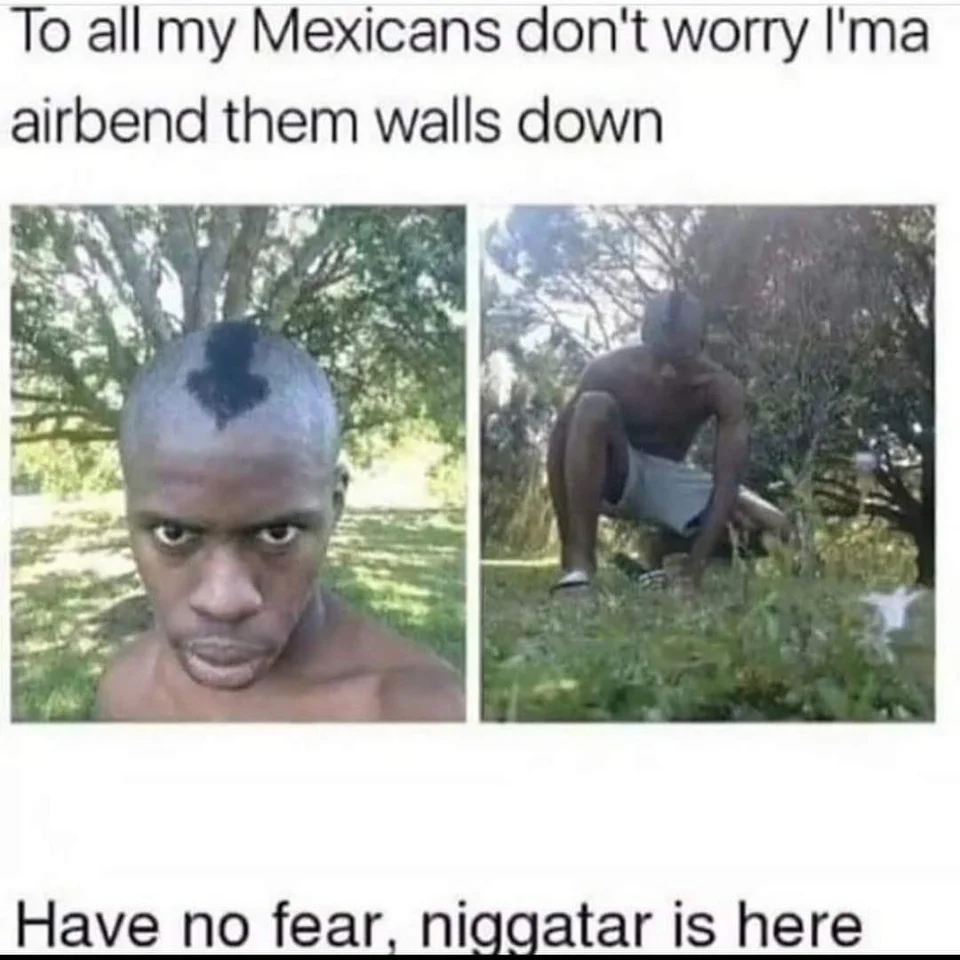 To all my Mexicans don't worry I'ma
airbend them walls down
Have no fear, niggatar is here